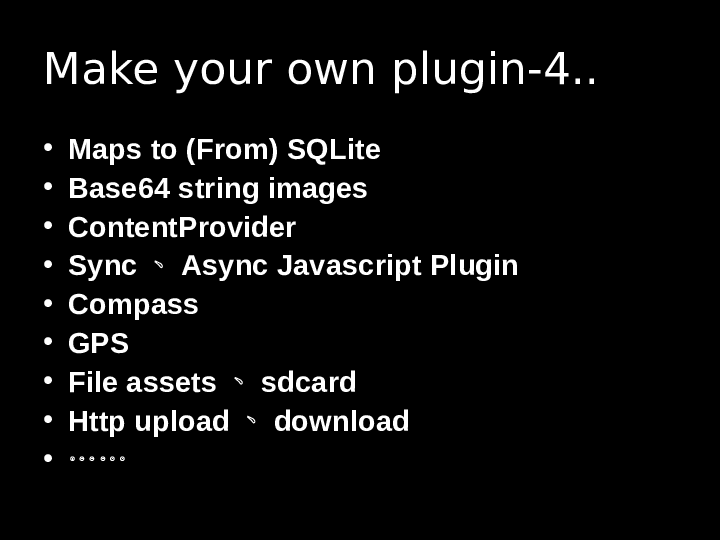 Make your own plugin-4..
• Maps to (From) SQLite
• Base64 string images
• ContentProvider
• Sync 、 Async Javascript Plugin
• Compass
• GPS
• File assets 、 sdcard
• Http upload 、 download
• 。。。。。。